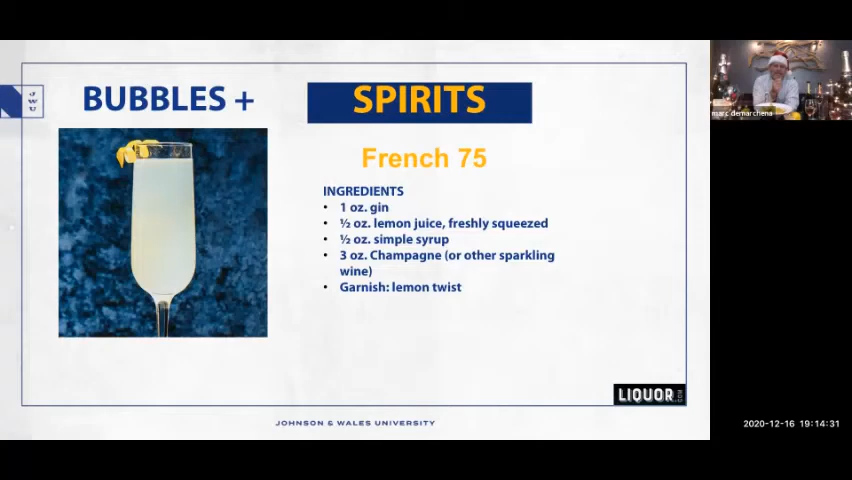 BUBBLES +
SPIRITS
JWU
French 75
INGREDIENTS
• 1 oz. gin
• ½ oz. lemon juice, freshly squeezed
• ½ oz. simple syrup
• 3 oz. Champagne (or other sparkling
wine)
• Garnish: lemon twist
LIQUOR.COM
JOHNSON & WALES UNIVERSITY
marc demarchena
2020-12-16 19:14:31